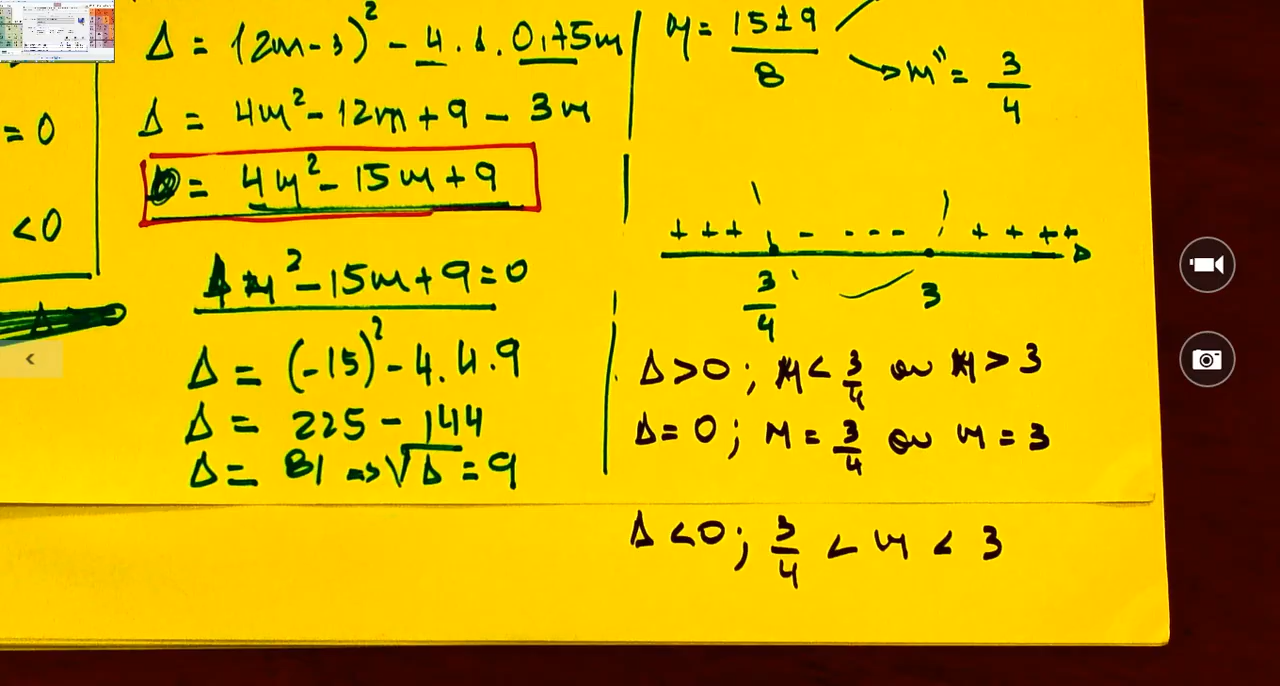 = 0
< 0
Δ = (2m - 3)² - 4 . 1 . 0,75m
Δ = 4m² - 12m + 9 - 3m
= 4m² - 15m + 9
4m² - 15m + 9 = 0
Δ = (-15)² - 4 . 4 . 9
Δ = 225 - 144
Δ = 81 => √Δ = 9
m = 15 ± 9 / 8
m" = 3/4
+ + + - - - - + + + +
3/4 3
Δ > 0 ; m < 3/4 ou m > 3
Δ = 0 ; m = 3/4 ou m = 3
Δ < 0 ; 3/4 < m < 3